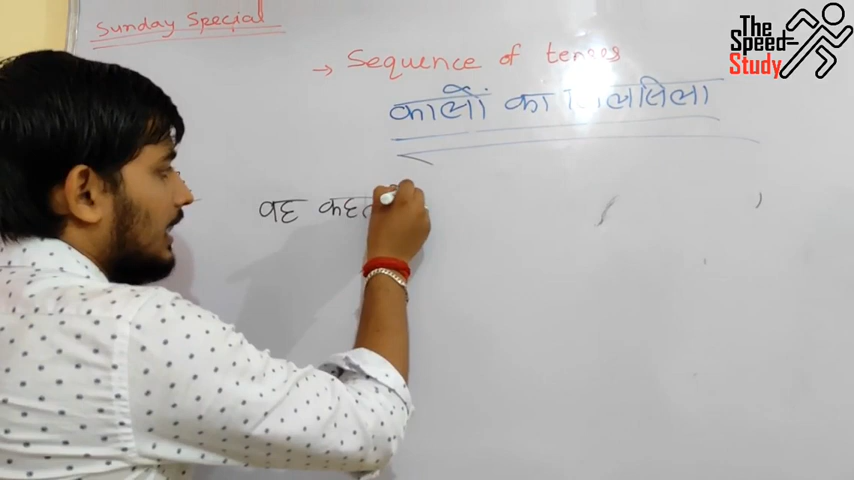 Sunday Special
The
Speed-
Study
→ Sequence of tenses
कालों का सिलसिला
वह कहत